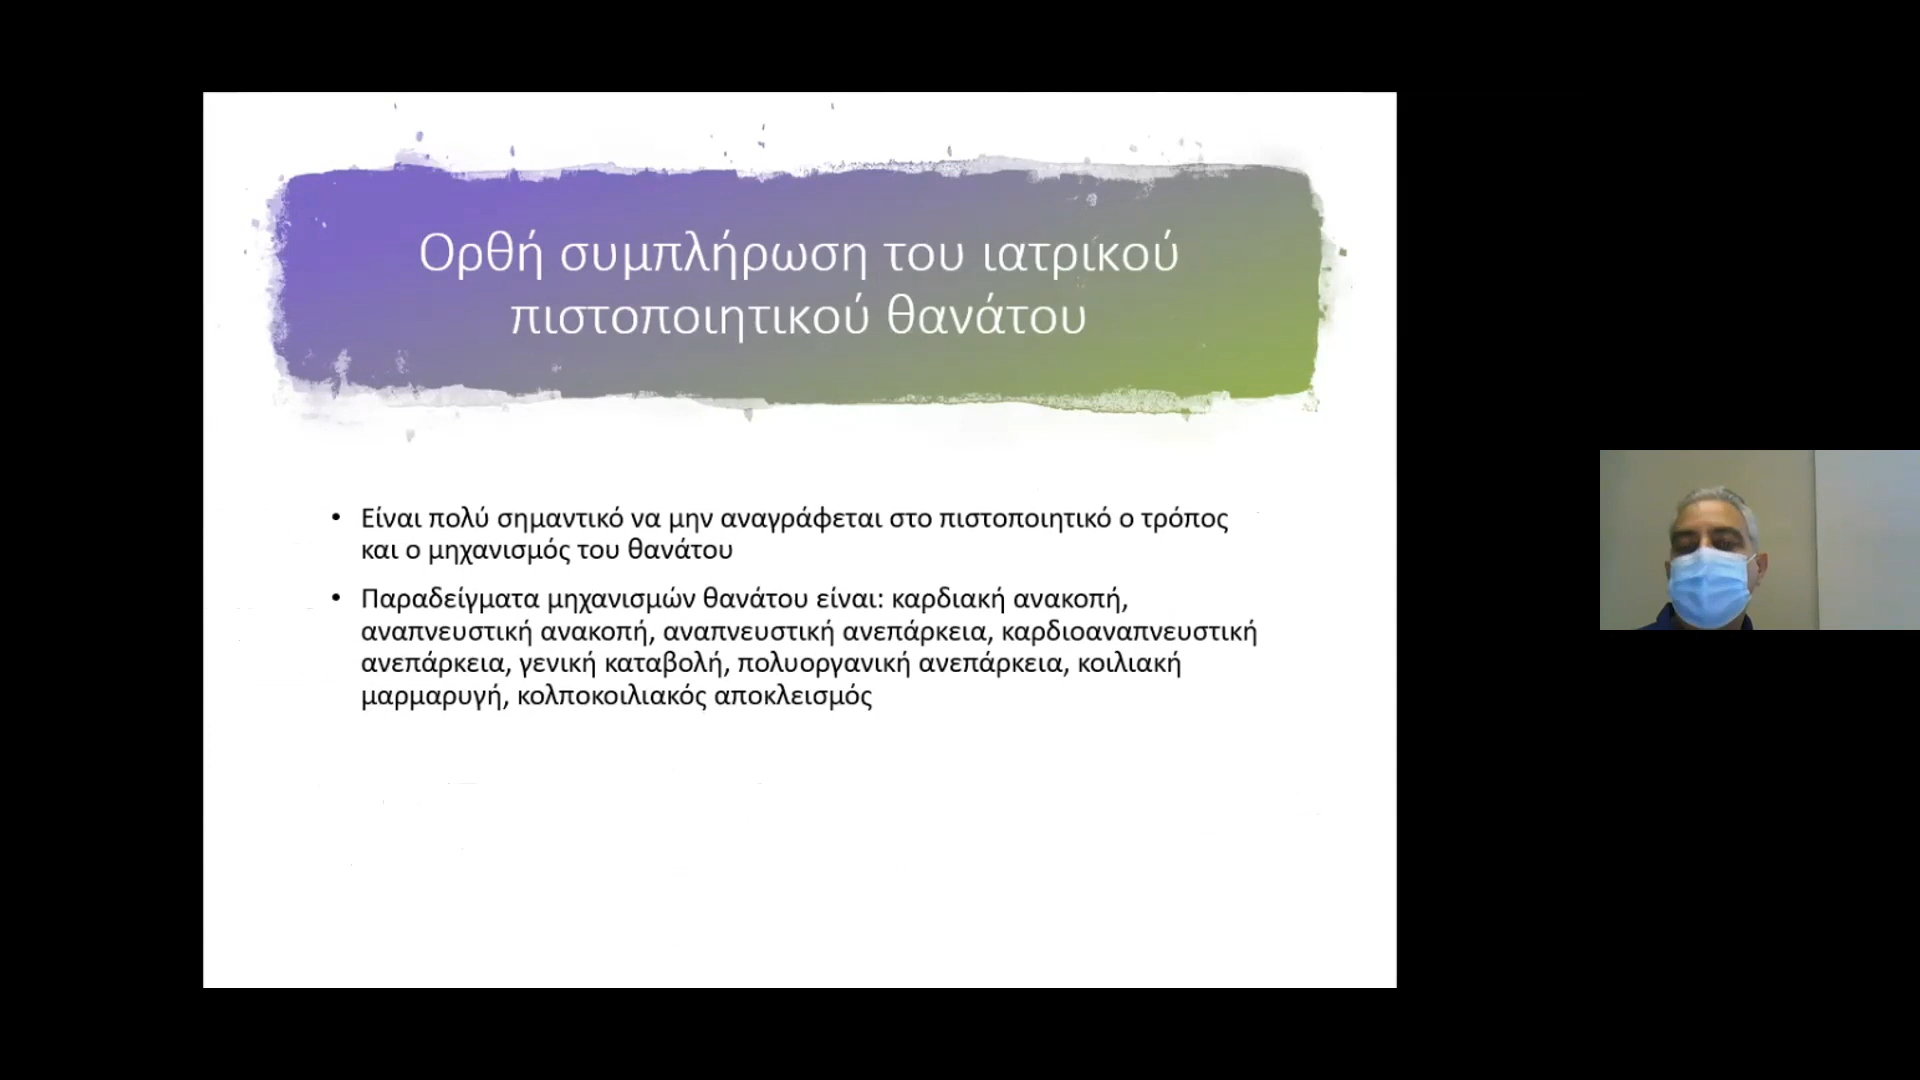 Ορθή συμπλήρωση του ιατρικού
πιστοποιητικού θανάτου
• Είναι πολύ σημαντικό να μην αναγράφεται στο πιστοποιητικό ο τρόπος
και ο μηχανισμός του θανάτου
• Παραδείγματα μηχανισμών θανάτου είναι: καρδιακή ανακοπή,
αναπνευστική ανακοπή, αναπνευστική ανεπάρκεια, καρδιοαναπνευστική
ανεπάρκεια, γενική καταβολή, πολυοργανική ανεπάρκεια, κοιλιακή
μαρμαρυγή, κολποκοιλιακός αποκλεισμός